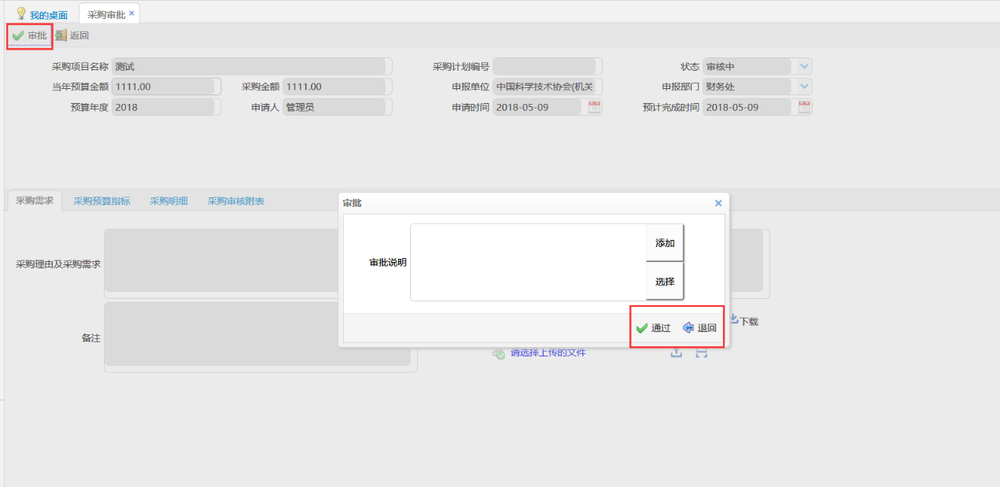 我的桌面 采购审批 ×
审批 返回
采购项目名称 测试 采购计划编号 状态 审核中
当年预算金额 1111.00 采购金额 1111.00 申报单位 中国科学技术协会(机关 申报部门 财务处
预算年度 2018 申请人 管理员 申请时间 2018-05-09 预计完成时间 2018-05-09
采购需求 采购预算指标 采购明细 采购审核附表
审批 ×
添加
采购理由及采购需求 审批说明
选择
通过 退回
下载
备注
请选择上传的文件